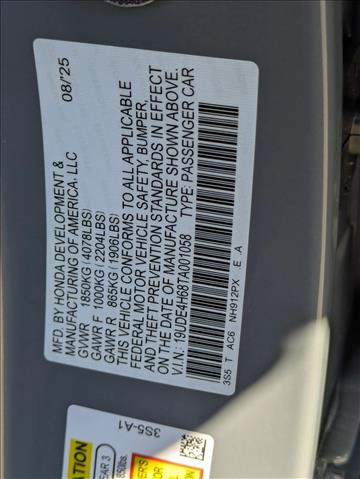 MFD. BY HONDA DEVELOPMENT & 08/'25
MANUFACTURING OF AMERICA, LLC
GVWR 1850KG (4078LBS)
GAWR F 1000KG (2204LBS)
GAWR R 865KG (1906LBS)
THIS VEHICLE CONFORMS TO ALL APPLICABLE
FEDERAL MOTOR VEHICLE SAFETY, BUMPER,
AND THEFT PREVENTION STANDARDS IN EFFECT
ON THE DATE OF MANUFACTURE SHOWN ABOVE.
V.I.N.: 19UDE4H68TA001058 TYPE: PASSENGER CAR
3S5 T AC6 NH912PX .E .A
3S5-A1